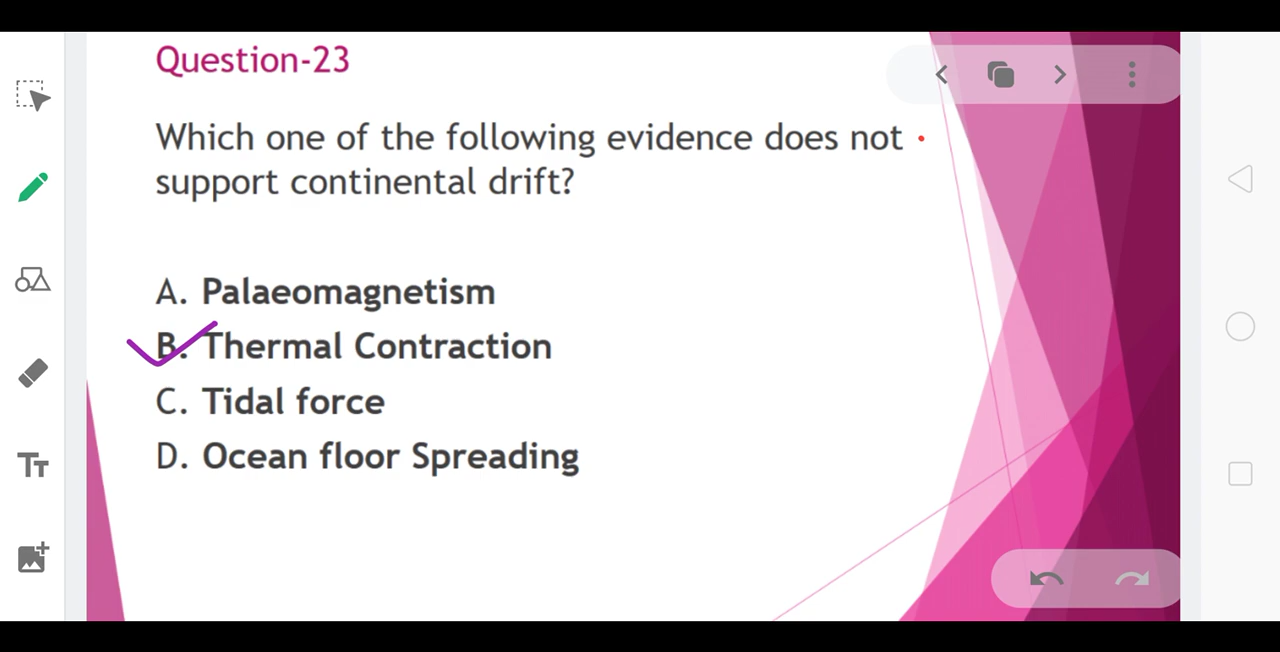 Question-23
Which one of the following evidence does not
support continental drift?
A. Palaeomagnetism
B. Thermal Contraction
C. Tidal force
D. Ocean floor Spreading
TT